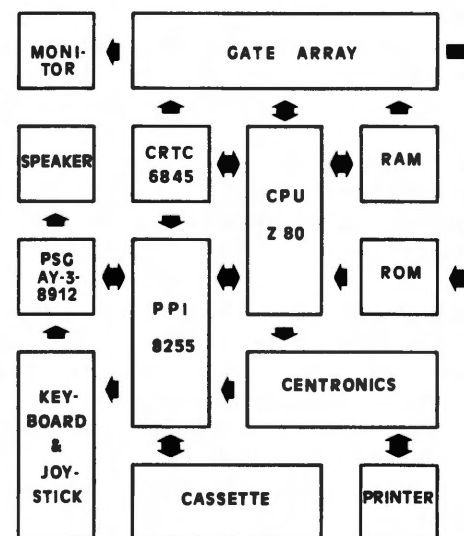 MONI-
TOR
GATE ARRAY
SPEAKER
CRTC
6845
CPU
Z 80
RAM
PSG
AY-3-
8912
PPI
8255
ROM
KEY-
BOARD
&
JOY-
STICK
CENTRONICS
CASSETTE
PRINTER